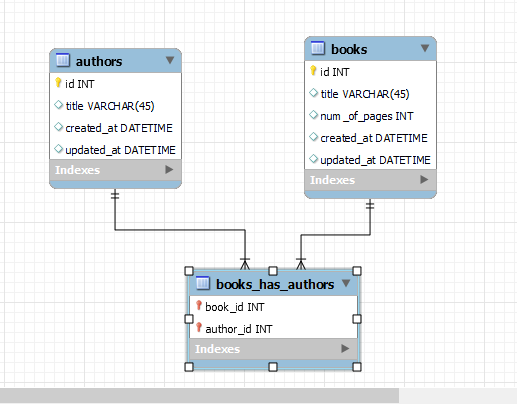 authors
id INT
title VARCHAR(45)
created_at DATETIME
updated_at DATETIME
Indexes
books
id INT
title VARCHAR(45)
num_of_pages INT
created_at DATETIME
updated_at DATETIME
Indexes
books_has_authors
book_id INT
author_id INT
Indexes